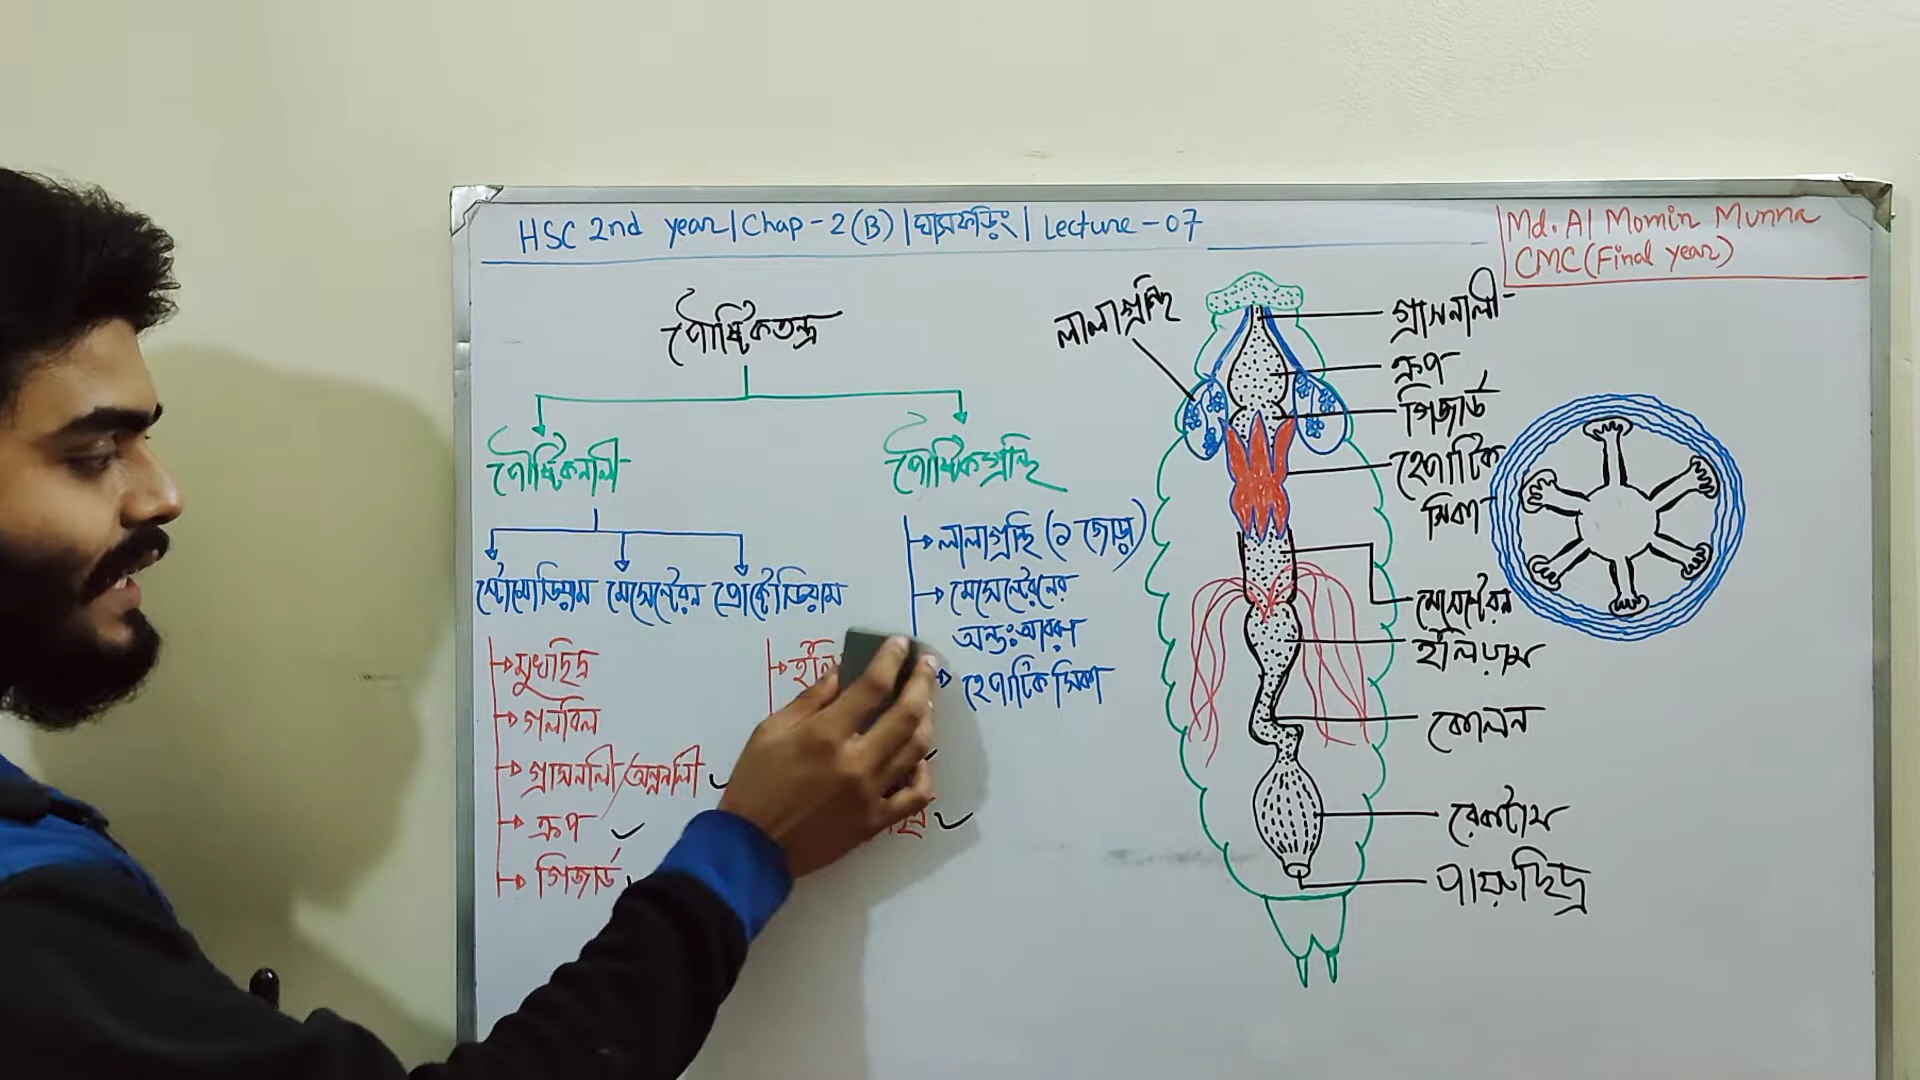 HSC 2nd year | Chap - 2 (B) | ঘাসফড়িং | Lecture - 07
Md. Al Momin Munna
CMC (Final year)
পৌষ্টিকতন্ত্র
পৌষ্টিকনালী
পৌষ্টিকগ্রন্থি
স্টোমোডিয়াম মেসেন্টেরন প্রোক্টোডিয়াম
মুখছিদ্র
গলবিল
গ্রাসনালী/অন্ননালী
ক্রপ
গিজার্ড
লালাগ্রন্থি (১ জোড়া)
মেসেন্টেরনের
অন্তঃআবরণ
হেপাটিক সিকা
লালাগ্রন্থি
গ্রাসনালী
ক্রপ
গিজার্ড
হেপাটিক
সিকা
মেসেন্টেরন
ইলিয়াম
কোলন
রেকটাম
পায়ুছিদ্র